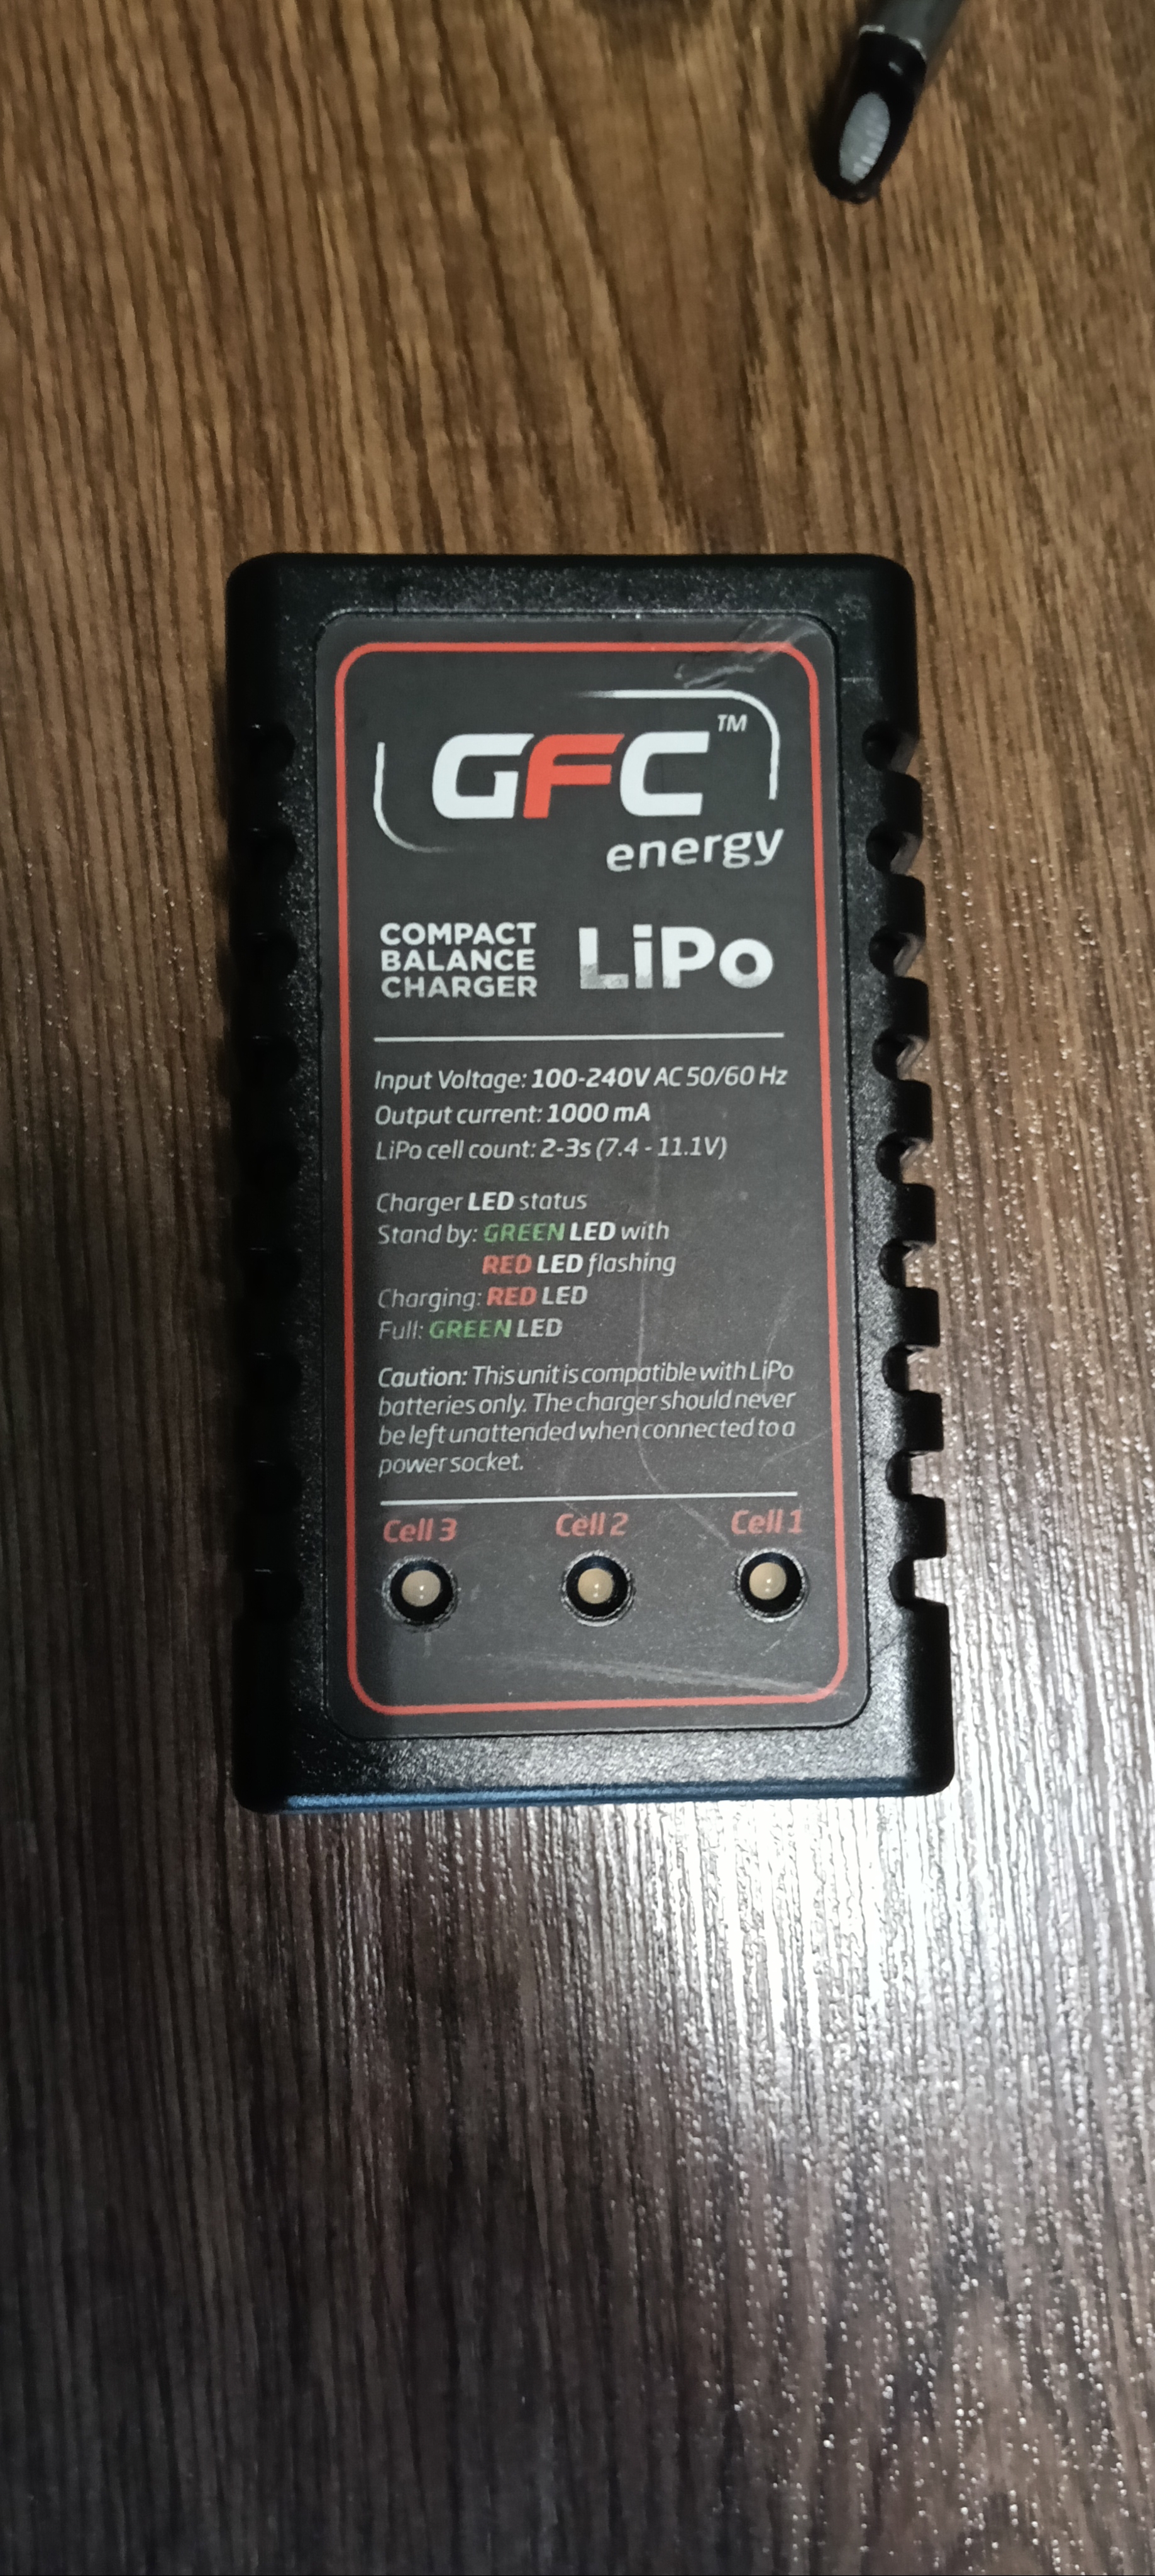 GFC™
energy
COMPACT
BALANCE
CHARGER
LiPo
Input Voltage: 100-240V AC 50/60 Hz
Output current: 1000 mA
LiPo cell count: 2-3s (7.4 - 11.1V)
Charger LED status
Stand by: GREEN LED with
RED LED flashing
Charging: RED LED
Full: GREEN LED
Caution: This unit is compatible with LiPo
batteries only. The charger should never
be left unattended when connected to a
power socket.
Cell 3 Cell 2 Cell 1